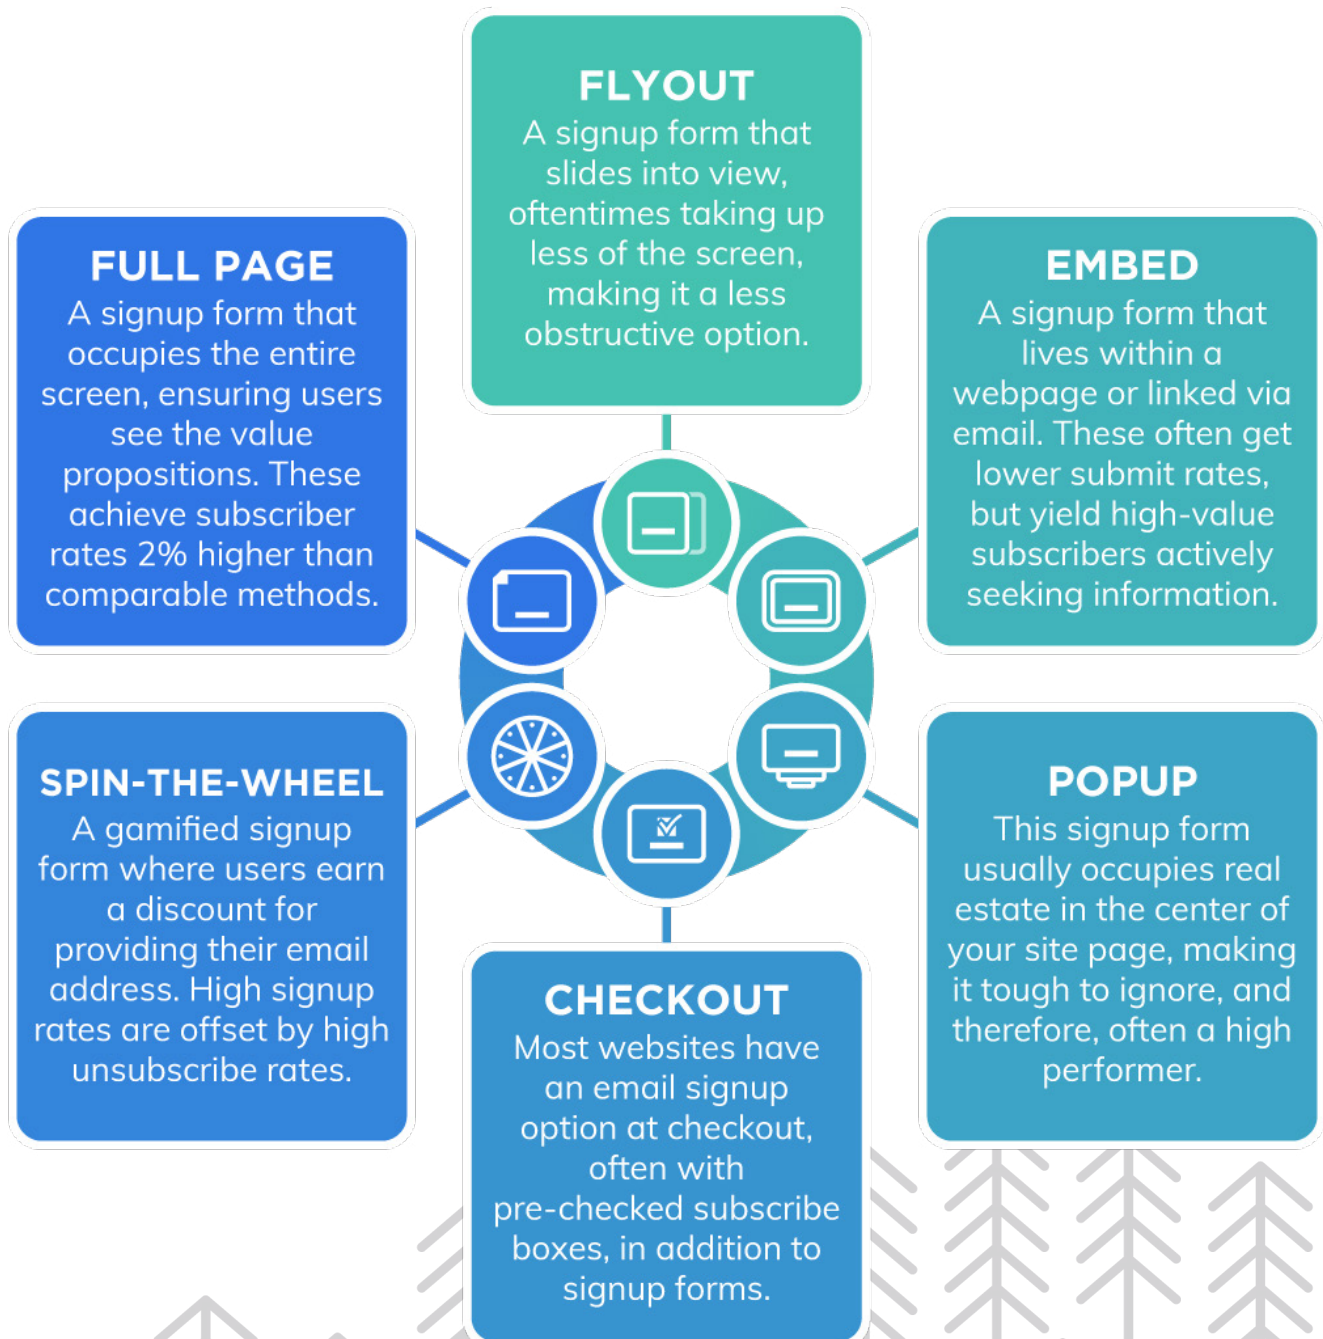 FLYOUT
A signup form that
slides into view,
oftentimes taking up
less of the screen,
making it a less
obstructive option.
FULL PAGE
A signup form that
occupies the entire
screen, ensuring users
see the value
propositions. These
achieve subscriber
rates 2% higher than
comparable methods.
EMBED
A signup form that
lives within a
webpage or linked via
email. These often get
lower submit rates,
but yield high-value
subscribers actively
seeking information.
SPIN-THE-WHEEL
A gamified signup
form where users earn
a discount for
providing their email
address. High signup
rates are offset by high
unsubscribe rates.
POPUP
This signup form
usually occupies real
estate in the center of
your site page, making
it tough to ignore, and
therefore, often a high
performer.
CHECKOUT
Most websites have
an email signup
option at checkout,
often with
pre-checked subscribe
boxes, in addition to
signup forms.